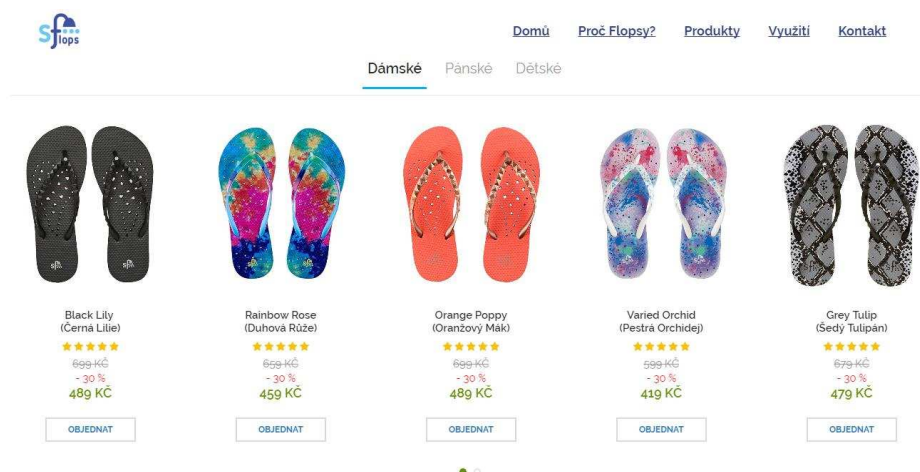 Sflops
Domů Proč Flopsy? Produkty Využití Kontakt
Dámské Pánské Dětské
Black Lily
(Černá Lilie)
699 KČ
- 30 %
489 KČ
OBJEDNAT
Rainbow Rose
(Duhová Růže)
659 KČ
- 30 %
459 KČ
OBJEDNAT
Orange Poppy
(Oranžový Mák)
699 KČ
- 30 %
489 KČ
OBJEDNAT
Varied Orchid
(Pestrá Orchidej)
599 KČ
- 30 %
419 KČ
OBJEDNAT
Grey Tulip
(Šedý Tulipán)
679 KČ
- 30 %
479 KČ
OBJEDNAT